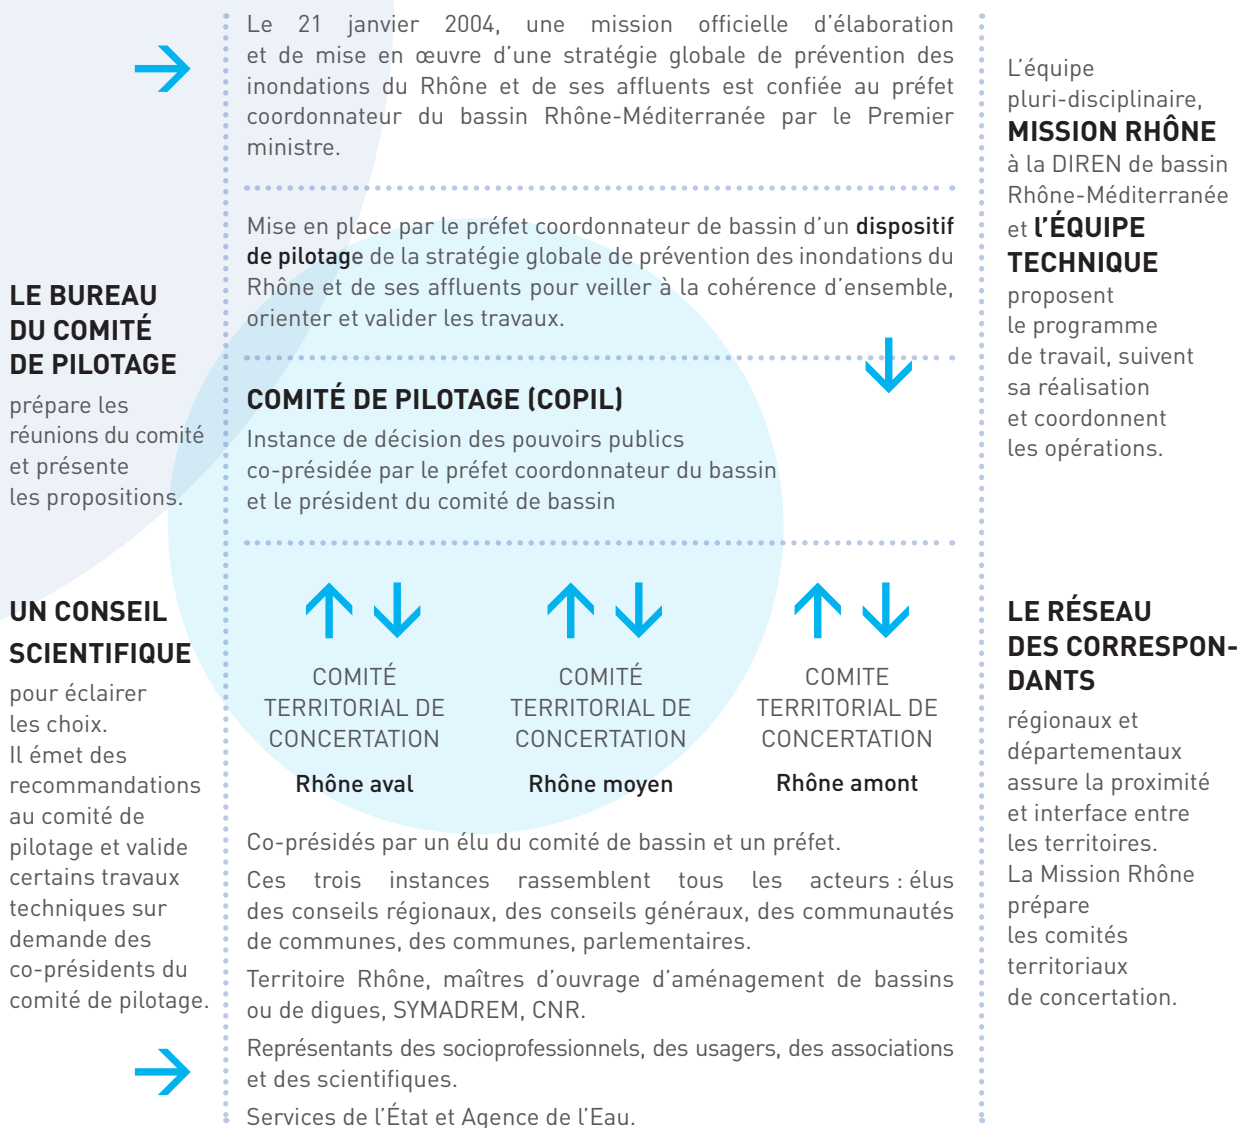 Le 21 janvier 2004, une mission officielle d'élaboration
et de mise en œuvre d'une stratégie globale de prévention des
inondations du Rhône et de ses affluents est confiée au préfet
coordonnateur du bassin Rhône-Méditerranée par le Premier
ministre.
Mise en place par le préfet coordonnateur de bassin d'un dispositif
de pilotage de la stratégie globale de prévention des inondations du
Rhône et de ses affluents pour veiller à la cohérence d'ensemble,
orienter et valider les travaux.
LE BUREAU
DU COMITÉ
DE PILOTAGE
prépare les
réunions du comité
et présente
les propositions.
COMITÉ DE PILOTAGE (COPIL)
Instance de décision des pouvoirs publics
co-présidée par le préfet coordonnateur du bassin
et le président du comité de bassin
L'équipe
pluri-disciplinaire,
MISSION RHÔNE
à la DIREN de bassin
Rhône-Méditerranée
et l'ÉQUIPE
TECHNIQUE
proposent
le programme
de travail, suivent
sa réalisation
et coordonnent
les opérations.
UN CONSEIL
SCIENTIFIQUE
pour éclairer
les choix.
Il émet des
recommandations
au comité de
pilotage et valide
certains travaux
techniques sur
demande des
co-présidents du
comité de pilotage.
COMITÉ
TERRITORIAL DE
CONCERTATION
Rhône aval
COMITÉ
TERRITORIAL DE
CONCERTATION
Rhône moyen
COMITE
TERRITORIAL DE
CONCERTATION
Rhône amont
Co-présidés par un élu du comité de bassin et un préfet.
Ces trois instances rassemblent tous les acteurs : élus
des conseils régionaux, des conseils généraux, des communautés
de communes, des communes, parlementaires.
Territoire Rhône, maîtres d'ouvrage d'aménagement de bassins
ou de digues, SYMADREM, CNR.
Représentants des socioprofessionnels, des usagers, des associations
et des scientifiques.
Services de l'État et Agence de l'Eau.
LE RÉSEAU
DES CORRESPON-
DANTS
régionaux et
départementaux
assure la proximité
et interface entre
les territoires.
La Mission Rhône
prépare
les comités
territoriaux
de concertation.